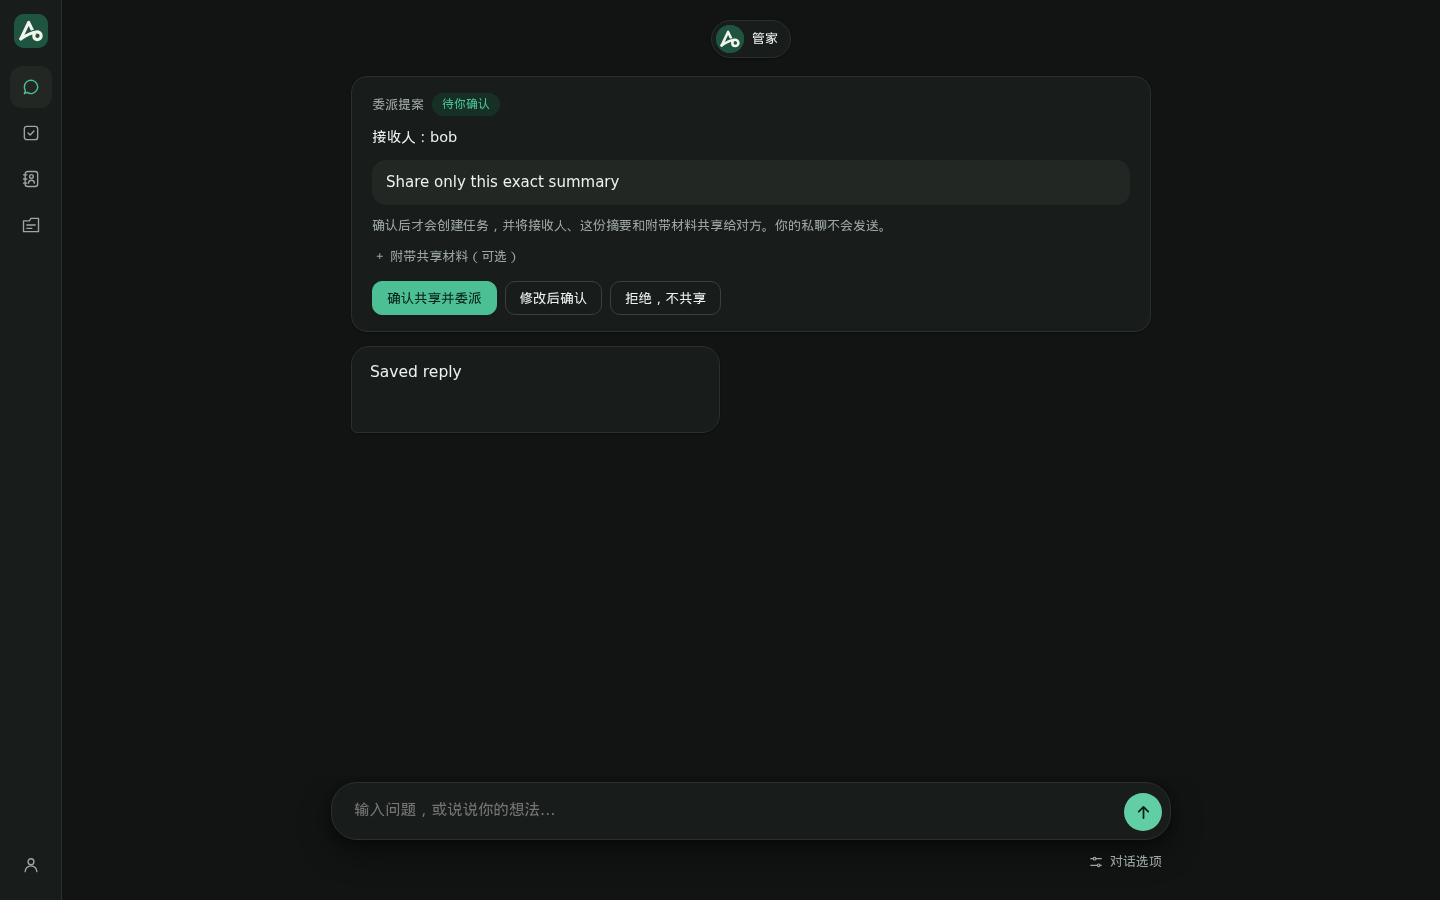 管家
委派提案 待你确认
接收人：bob
Share only this exact summary
确认后才会创建任务，并将接收人、这份摘要和附带材料共享给对方。你的私聊不会发送。
+ 附带共享材料（可选）
确认共享并委派 修改后确认 拒绝，不共享
Saved reply
输入问题，或说说你的想法...
对话选项